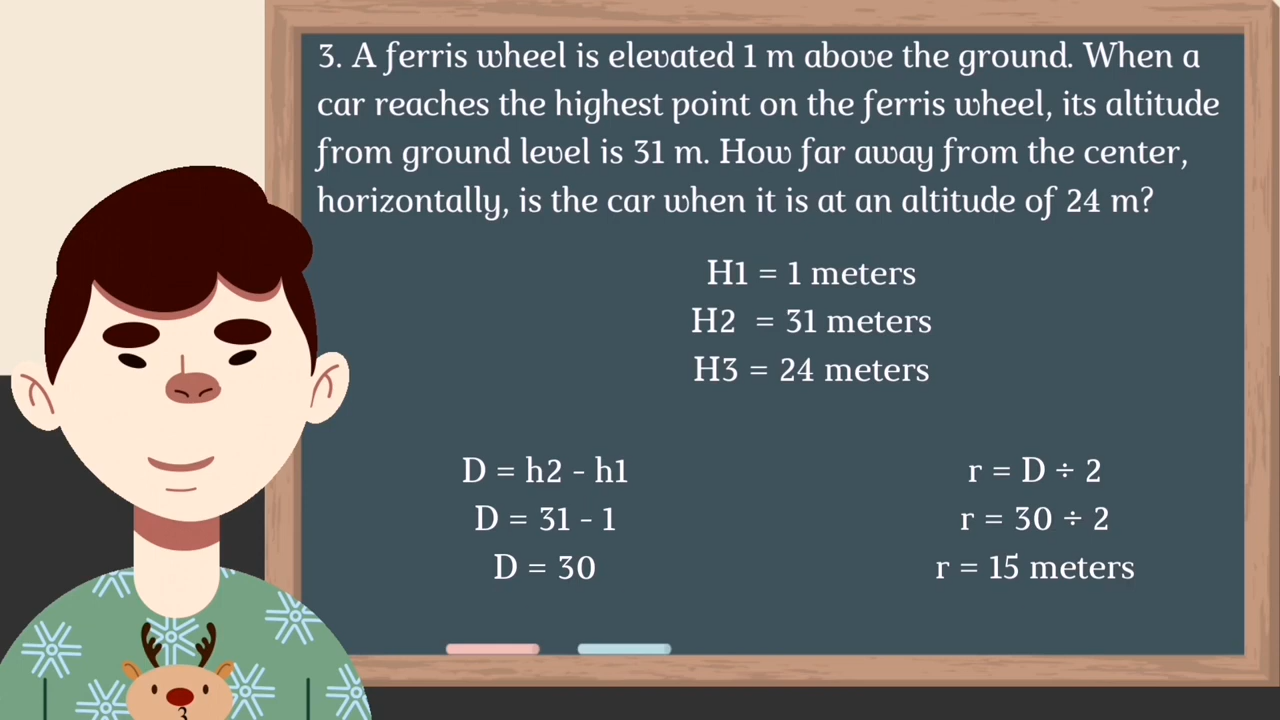 3. A ferris wheel is elevated 1 m above the ground. When a
car reaches the highest point on the ferris wheel, its altitude
from ground level is 31 m. How far away from the center,
horizontally, is the car when it is at an altitude of 24 m?
H1 = 1 meters
H2 = 31 meters
H3 = 24 meters
D = h2 - h1
D = 31 - 1
D = 30
r = D ÷ 2
r = 30 ÷ 2
r = 15 meters